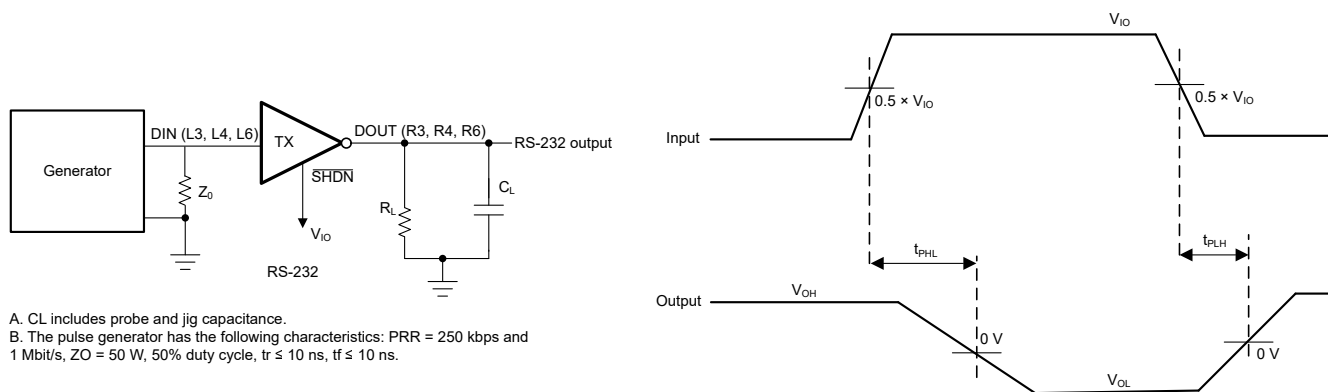 Generator
DIN (L3, L4, L6)
Z0
TX
SHDN
VIO
RS-232
DOUT (R3, R4, R6)
RS-232 output
RL
CL
A. CL includes probe and jig capacitance.
B. The pulse generator has the following characteristics: PRR = 250 kbps and
1 Mbit/s, ZO = 50 W, 50% duty cycle, tr ≤ 10 ns, tf ≤ 10 ns.
VIO
0.5 × VIO
0.5 × VIO
Input
tPHL
tPLH
Output
VOH
0 V
0 V
VOL